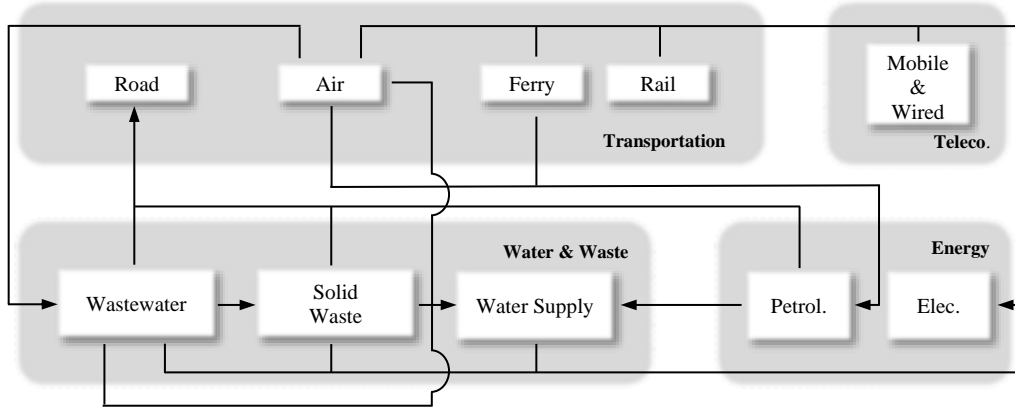 Road
Air
Ferry
Rail
Mobile
&
Wired
Transportation
Teleco.
Water & Waste
Energy
Wastewater
Solid
Waste
Water Supply
Petrol.
Elec.